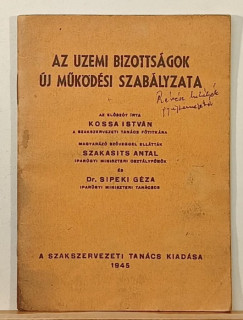 AZ UZEMI BIZOTTSÁGOK
ÚJ MŰKÖDÉSI SZABÁLYZATA
AZ ELŐSZÓT IRTA
KOSSA ISTVÁN
A SZAKSZERVEZETI TANÁCS FŐTITKÁRA
MAGYARÁZÓ SZÖVEGGEL ELLÁTTÁK
SZAKASITS ANTAL
IPARÜGYI MINISZTERI OSZTÁLYFŐNÖK
ÉS
Dr. SIPEKI GÉZA
IPARÜGYI MINISZTERI TANÁCSOS
A SZAKSZERVEZETI TANÁCS KIADÁSA
1945